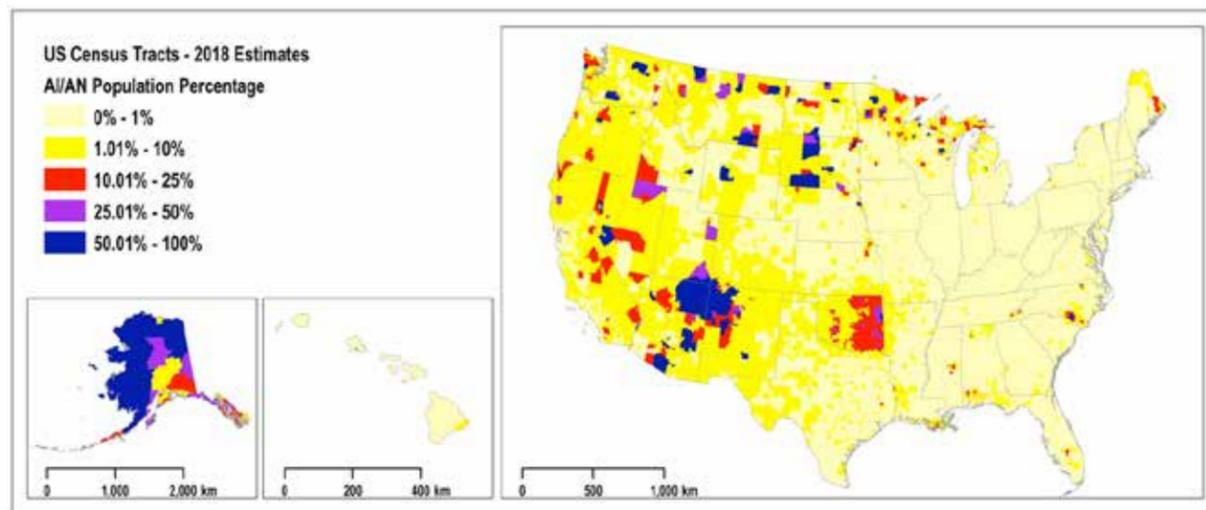 US Census Tracts - 2018 Estimates
AI/AN Population Percentage
0% - 1%
1.01% - 10%
10.01% - 25%
25.01% - 50%
50.01% - 100%
0 1,000 2,000 km
0 200 400 km
0 500 1,000 km